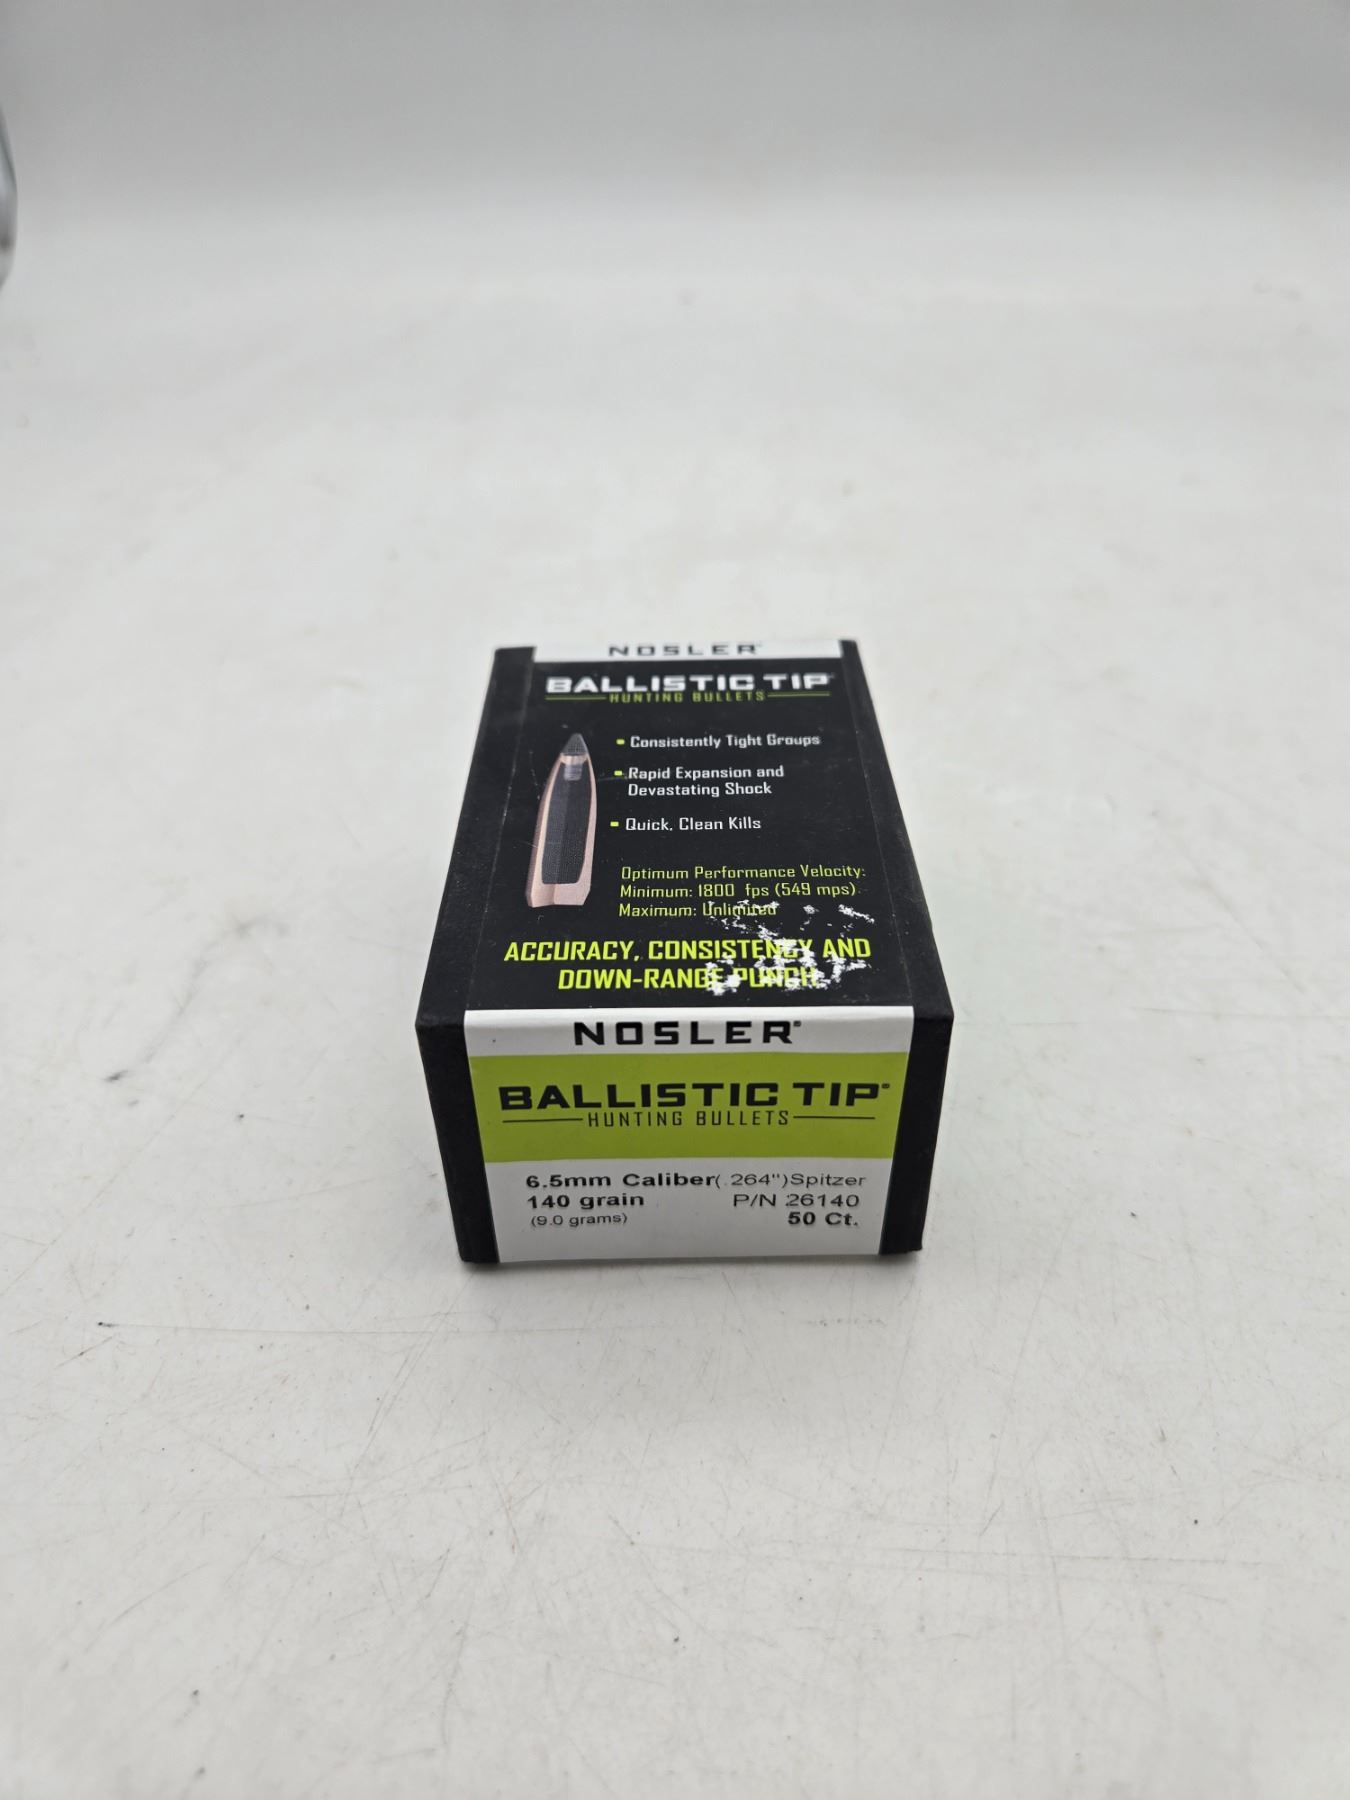 NOSLER®
BALLISTIC TIP®
HUNTING BULLETS
• Consistently Tight Groups
• Rapid Expansion and
Devastating Shock
• Quick, Clean Kills
Optimum Performance Velocity:
Minimum: 1800 fps (549 mps)
Maximum: Unlimited
ACCURACY, CONSISTENCY AND
DOWN-RANGE PUNCH
NOSLER®
BALLISTIC TIP®
HUNTING BULLETS
6.5mm Caliber(.264")Spitzer
140 grain P/N 26140
(9.0 grams) 50 Ct.